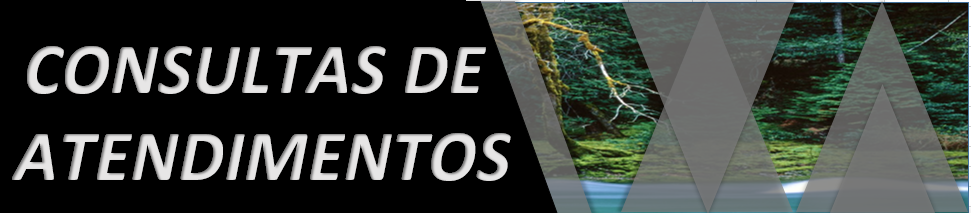 CONSULTAS DE
ATENDIMENTOS